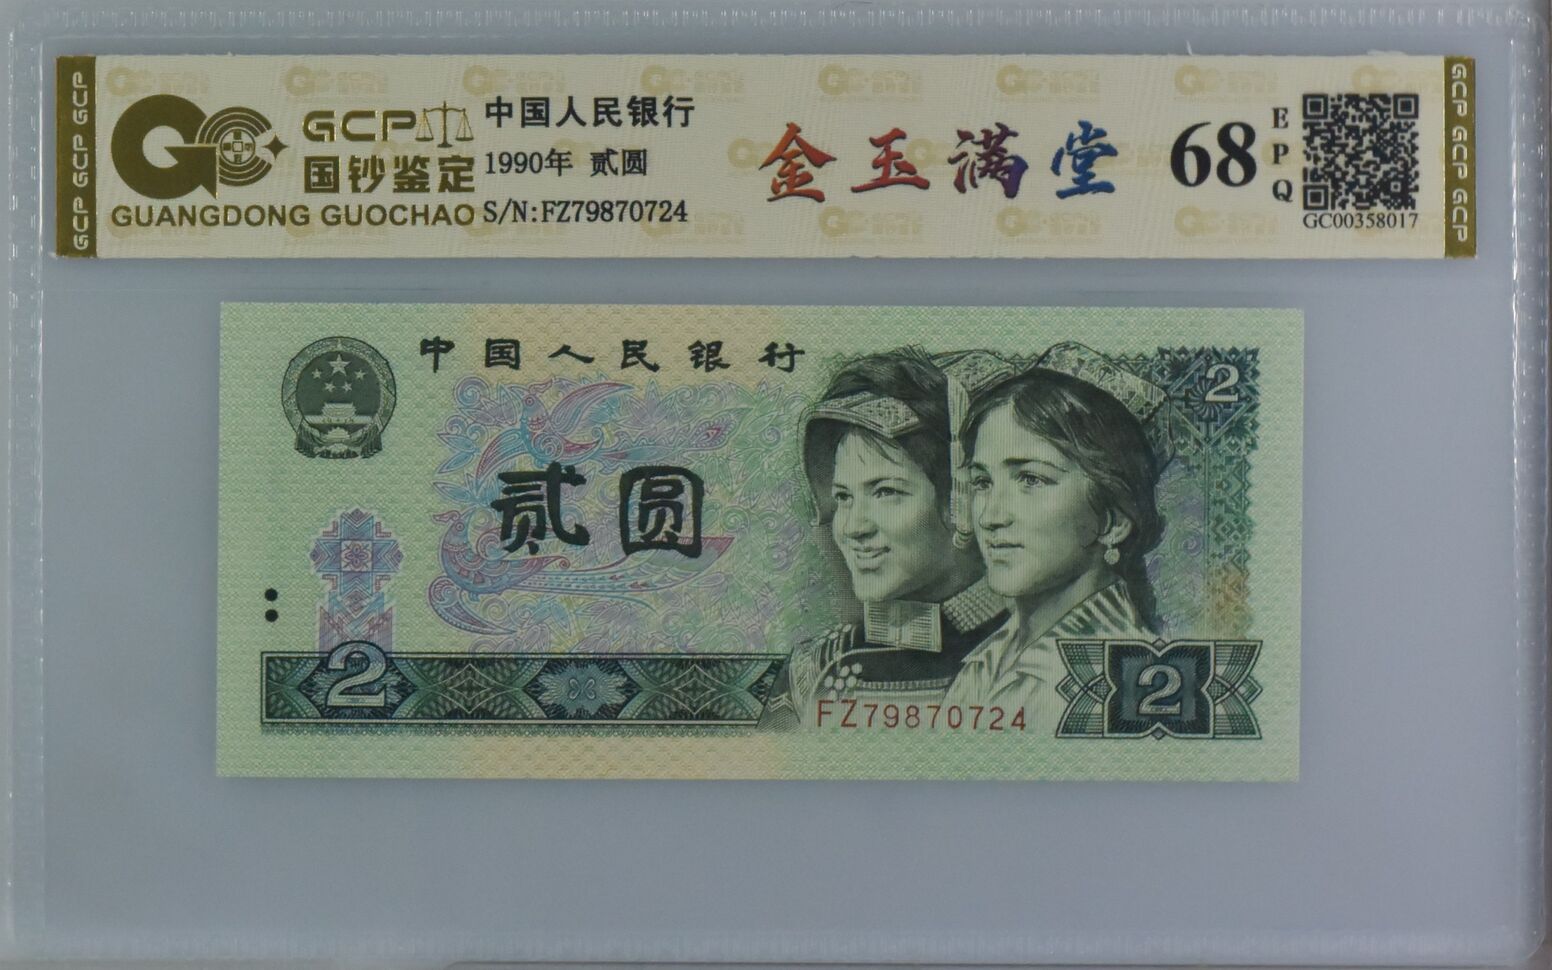 GCP
国钞鉴定
GUANGDONG GUOCHAO
中国人民银行
1990年 贰圆
S/N:FZ79870724
金玉满堂
68
EPQ
GC00358017
GCP GCP GCP
GCP GCP GCP
中国人民银行
2
贰圆
2
FZ79870724
2